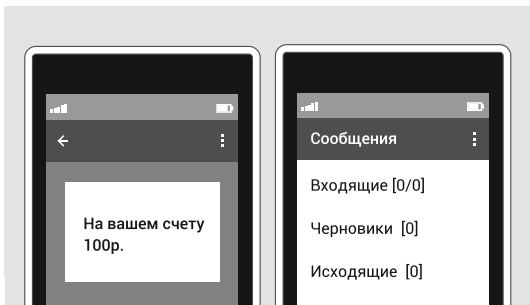 На вашем счету
100р.
Сообщения
Входящие [0/0]
Черновики [0]
Исходящие [0]